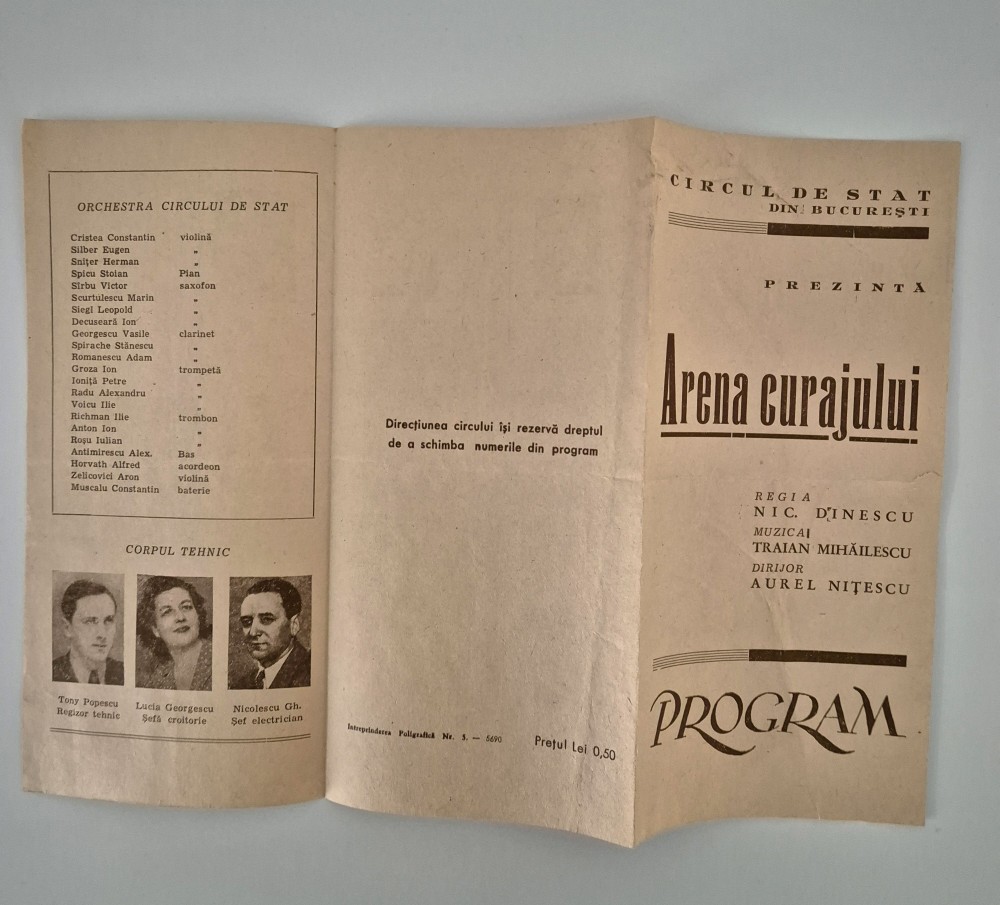 ORCHESTRA CIRCULUI DE STAT
Cristea Constantin violină
Silber Eugen „
Snițer Herman „
Spicu Stoian Pian
Sîrbu Victor saxofon
Scurtulescu Marin „
Siegl Leopold „
Decuseară Ion „
Georgescu Vasile clarinet
Spirache Stănescu „
Romanescu Adam „
Groza Ion trompetă
Ioniță Petre „
Radu Alexandru „
Voicu Ilie „
Richman Ilie trombon
Anton Ion „
Roșu Iulian „
Antimirescu Alex. Bas
Horvath Alfred acordeon
Zelicovici Aron violină
Muscalu Constantin baterie
CORPUL TEHNIC
Tony Popescu
Regizor tehnic
Lucia Georgescu
Șefă croitorie
Nicolescu Gh.
Șef electrician
Direcțiunea circului își rezervă dreptul
de a schimba numerile din program
Întreprinderea Poligrafică Nr. 5. — 5690
Prețul Lei 0,50
CIRCUL DE STAT
DIN BUCUREȘTI
PREZINTĂ
Arena curajului
REGIA
NIC. DINESCU
MUZICA
TRAIAN MIHĂILESCU
DIRIJOR
AUREL NIȚESCU
PROGRAM